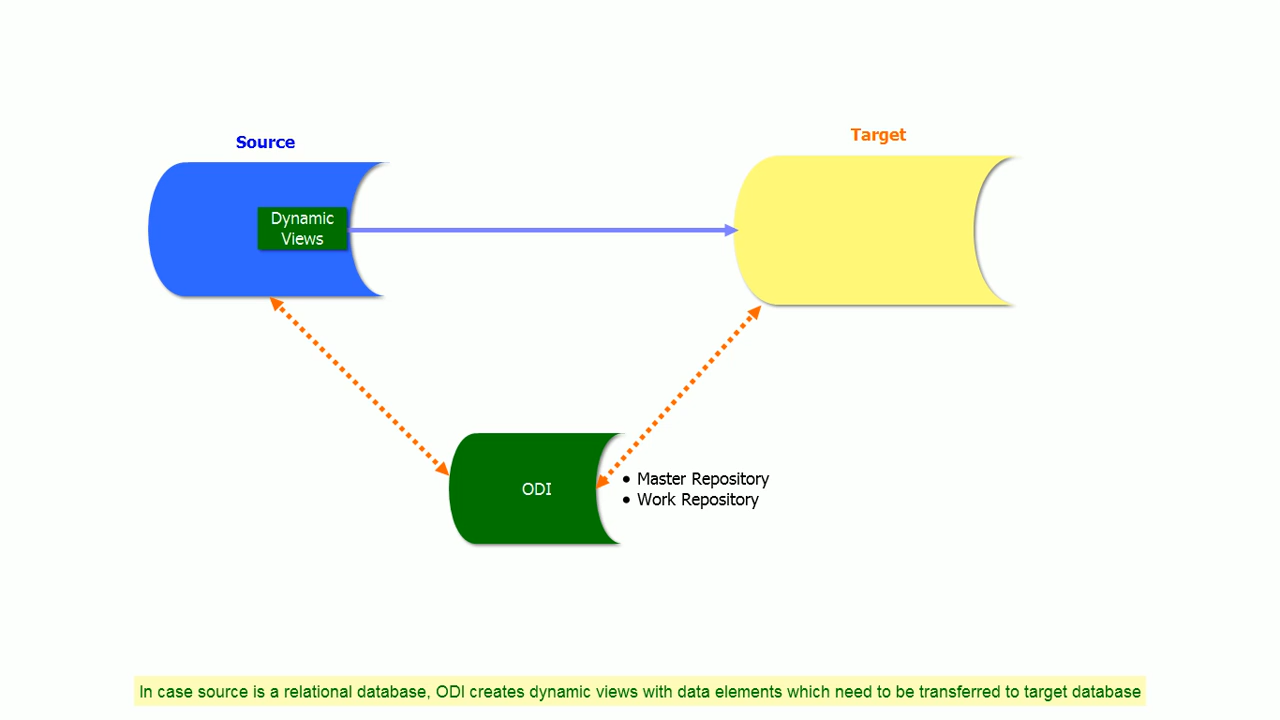 Source
Target
Dynamic
Views
ODI
• Master Repository
• Work Repository
In case source is a relational database, ODI creates dynamic views with data elements which need to be transferred to target database